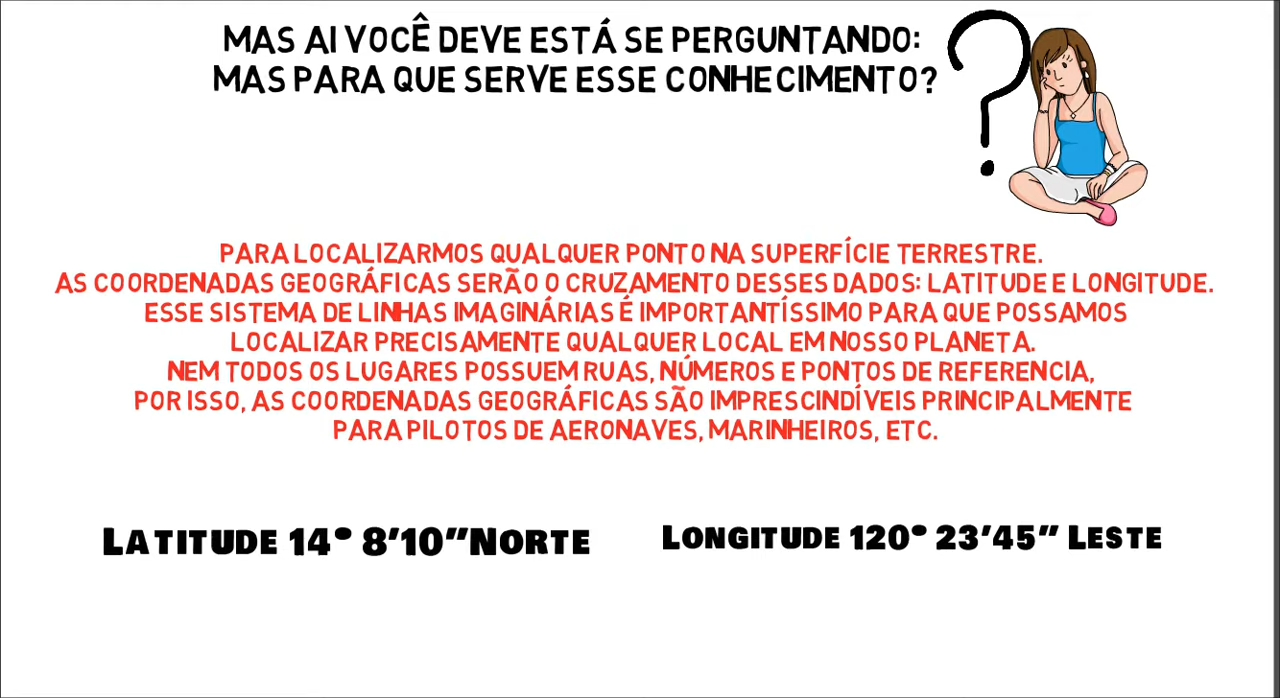 MAS AI VOCÊ DEVE ESTÁ SE PERGUNTANDO:
MAS PARA QUE SERVE ESSE CONHECIMENTO?
?
PARA LOCALIZARMOS QUALQUER PONTO NA SUPERFÍCIE TERRESTRE.
AS COORDENADAS GEOGRÁFICAS SERÃO O CRUZAMENTO DESSES DADOS: LATITUDE E LONGITUDE.
ESSE SISTEMA DE LINHAS IMAGINÁRIAS É IMPORTANTÍSSIMO PARA QUE POSSAMOS
LOCALIZAR PRECISAMENTE QUALQUER LOCAL EM NOSSO PLANETA.
NEM TODOS OS LUGARES POSSUEM RUAS, NÚMEROS E PONTOS DE REFERENCIA,
POR ISSO, AS COORDENADAS GEOGRÁFICAS SÃO IMPRESCINDÍVEIS PRINCIPALMENTE
PARA PILOTOS DE AERONAVES, MARINHEIROS, ETC.
LATITUDE 14° 8'10"NORTE
LONGITUDE 120° 23'45" LESTE